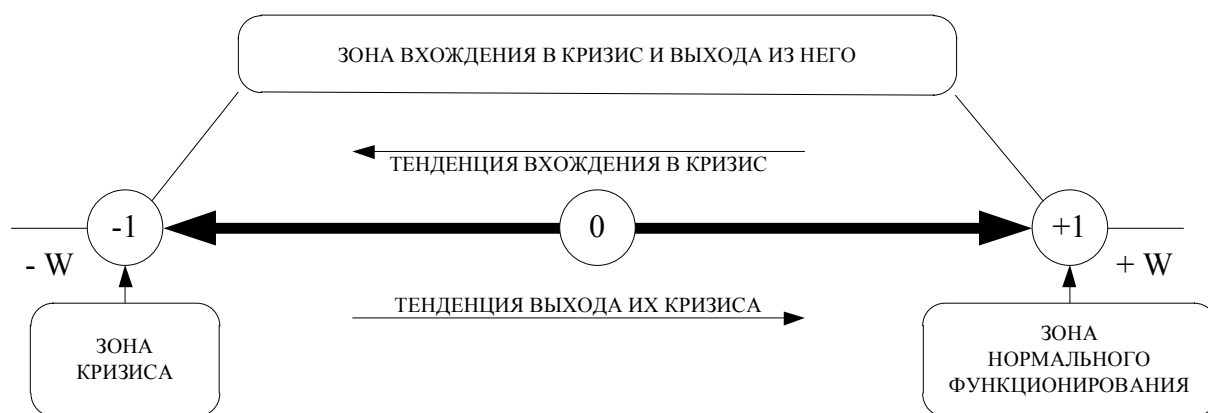 ЗОНА ВХОЖДЕНИЯ В КРИЗИС И ВЫХОДА ИЗ НЕГО
ТЕНДЕНЦИЯ ВХОЖДЕНИЯ В КРИЗИС
-1
0
+1
- W
+ W
ТЕНДЕНЦИЯ ВЫХОДА ИХ КРИЗИСА
ЗОНА
КРИЗИСА
ЗОНА
НОРМАЛЬНОГО
ФУНКЦИОНИРОВАНИЯ